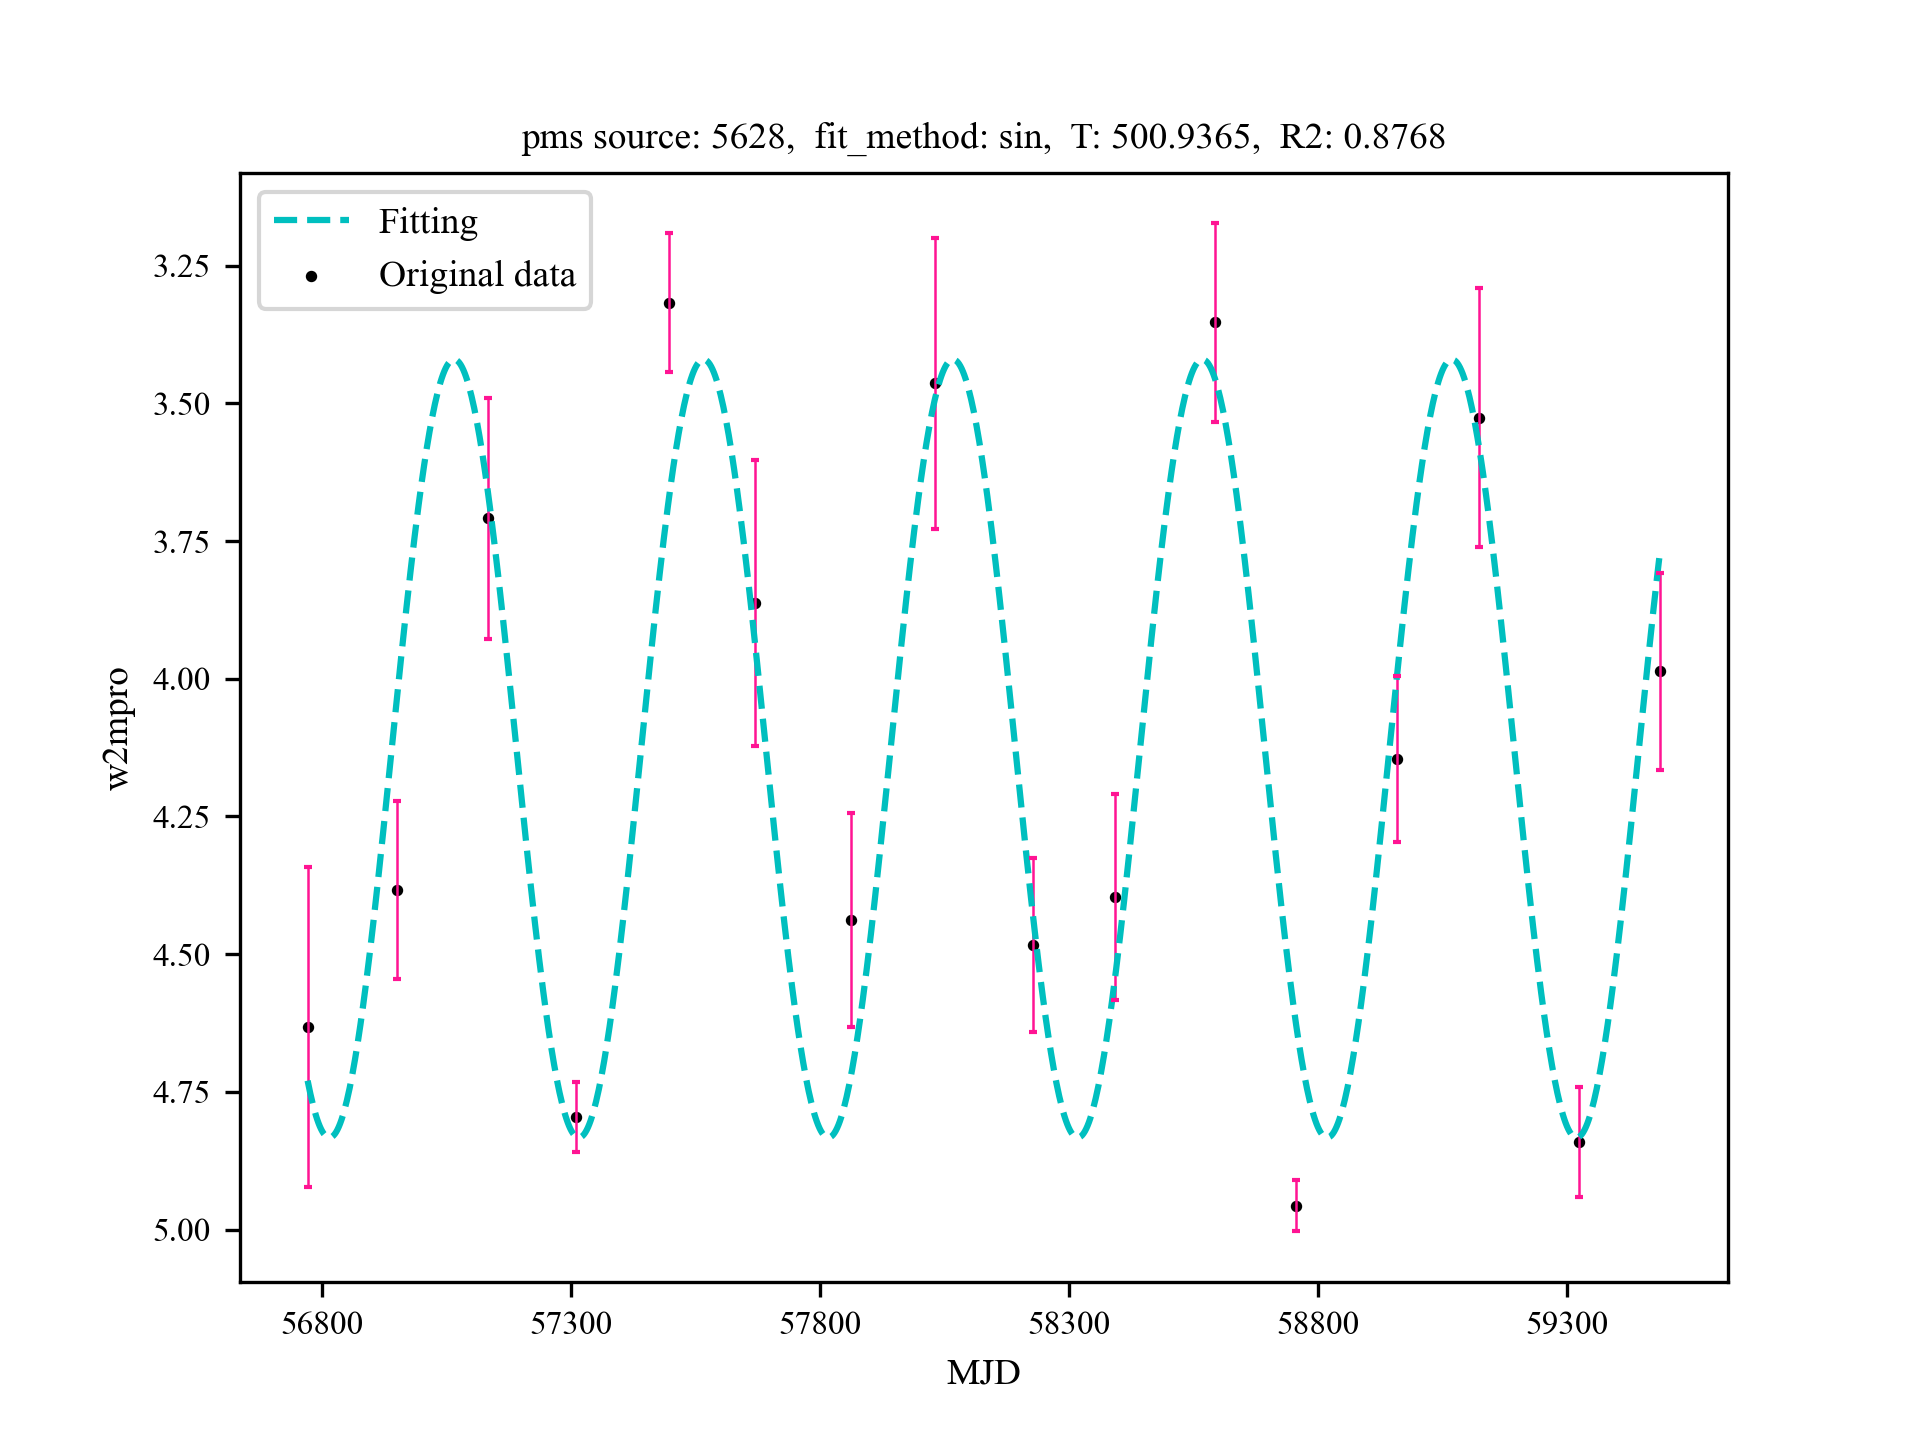 pms source: 5628, fit_method: sin, T: 500.9365, R2: 0.8768
Fitting
Original data
3.25
3.50
3.75
4.00
4.25
4.50
4.75
5.00
w2mpro
56800 57300 57800 58300 58800 59300
MJD